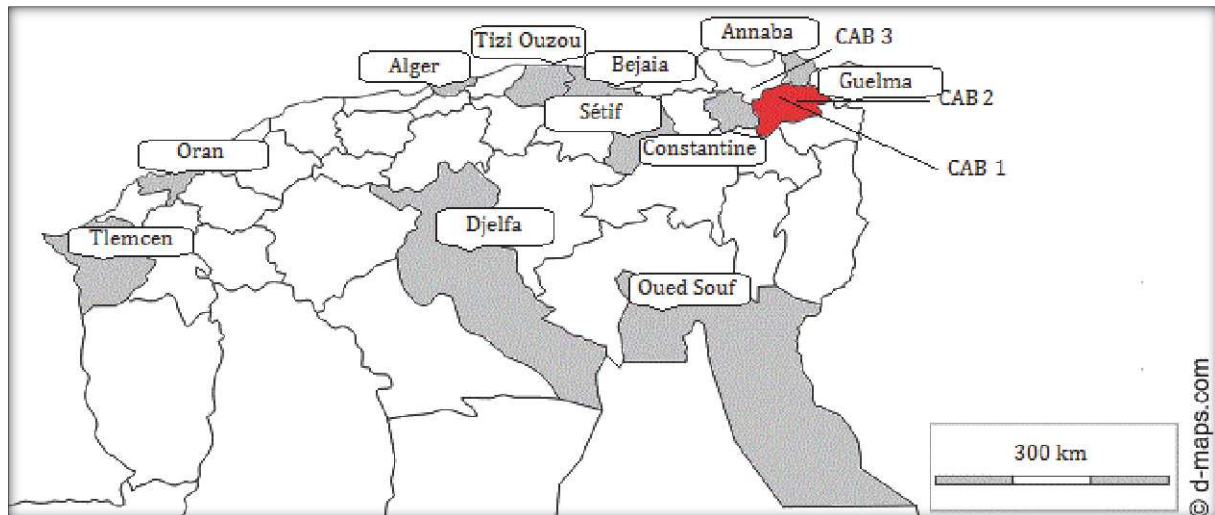 Annaba
CAB 3
Tizi Ouzou
Alger
Bejaia
Guelma
CAB 2
Sétif
Constantine
Oran
CAB 1
Djelfa
Tlemcen
Oued Souf
300 km
© d-maps.com